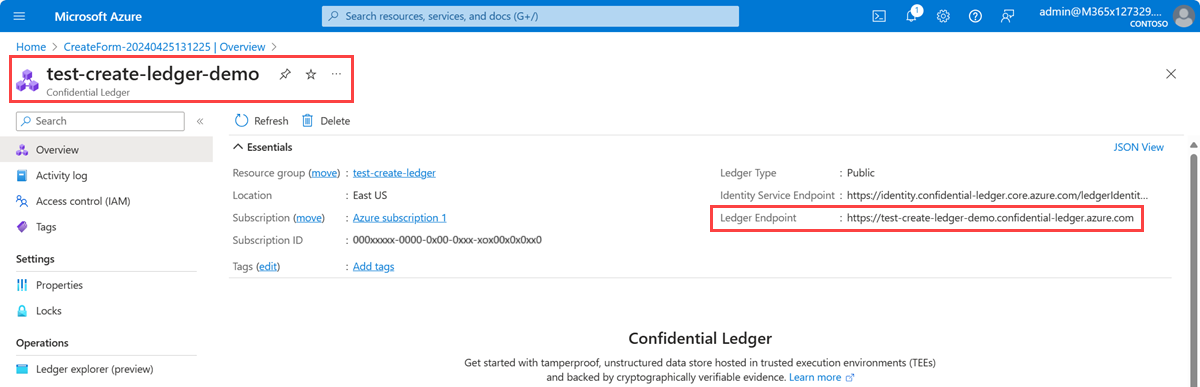 Microsoft Azure
Search resources, services, and docs (G+/)
1
admin@M365x127329....
CONTOSO
Home > CreateForm-20240425131225 | Overview >
test-create-ledger-demo ...
Confidential Ledger
Search
«
Refresh
Delete
Overview
Activity log
Access control (IAM)
Tags
Settings
Properties
Locks
Operations
Ledger explorer (preview)
Essentials
JSON View
Resource group (move) : test-create-ledger
Location : East US
Subscription (move) : Azure subscription 1
Subscription ID : 000xxxxx-0000-0x00-0xxx-xox00x0x0xx0
Tags (edit) : Add tags
Ledger Type : Public
Identity Service Endpoint : https://identity.confidential-ledger.core.azure.com/ledgerIdentit...
Ledger Endpoint : https://test-create-ledger-demo.confidential-ledger.azure.com
Confidential Ledger
Get started with tamperproof, unstructured data store hosted in trusted execution environments (TEEs)
and backed by cryptographically verifiable evidence. Learn more